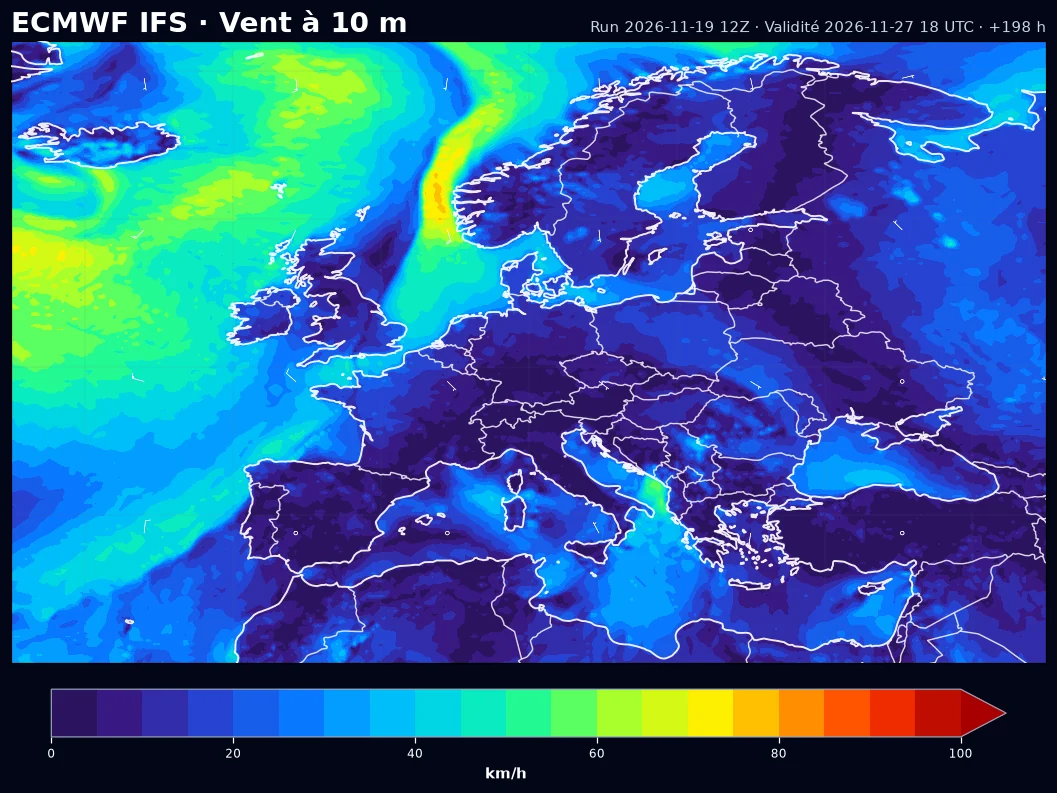 ECMWF IFS · Vent à 10 m
Run 2026-11-19 12Z · Validité 2026-11-27 18 UTC · +198 h
0 20 40 60 80 100
km/h